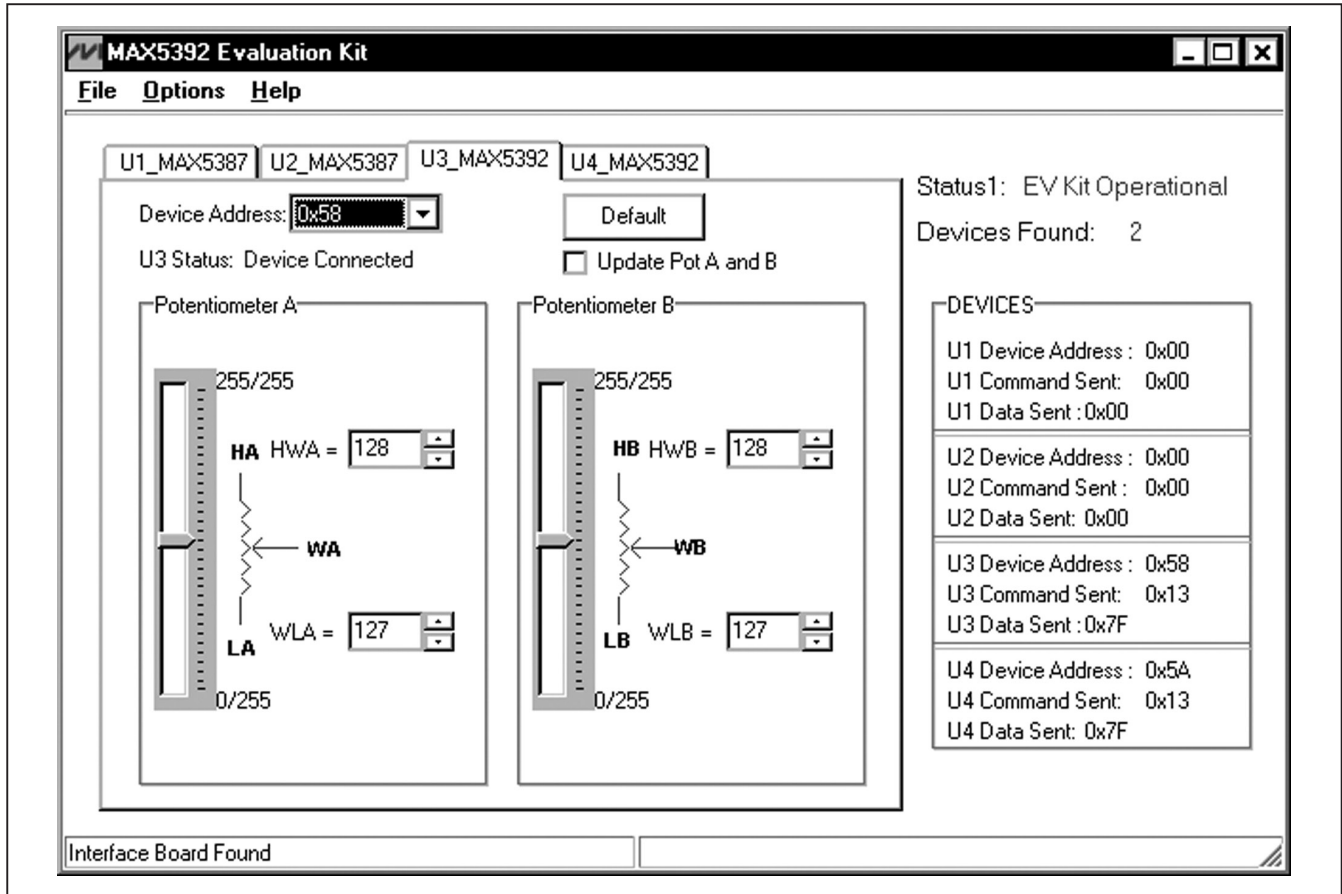 MAX5392 Evaluation Kit
File Options Help
U1_MAX5387 U2_MAX5387 U3_MAX5392 U4_MAX5392
Device Address: 0x58
Default
U3 Status: Device Connected
Update Pot A and B
Status1: EV Kit Operational
Devices Found: 2
Potentiometer A
255/255
HA HWA = 128
WA
WLA = 127
LA
0/255
Potentiometer B
255/255
HB HWB = 128
WB
LB WLB = 127
0/255
DEVICES
U1 Device Address : 0x00
U1 Command Sent: 0x00
U1 Data Sent : 0x00
U2 Device Address : 0x00
U2 Command Sent : 0x00
U2 Data Sent: 0x00
U3 Device Address : 0x58
U3 Command Sent: 0x13
U3 Data Sent : 0x7F
U4 Device Address : 0x5A
U4 Command Sent: 0x13
U4 Data Sent: 0x7F
Interface Board Found